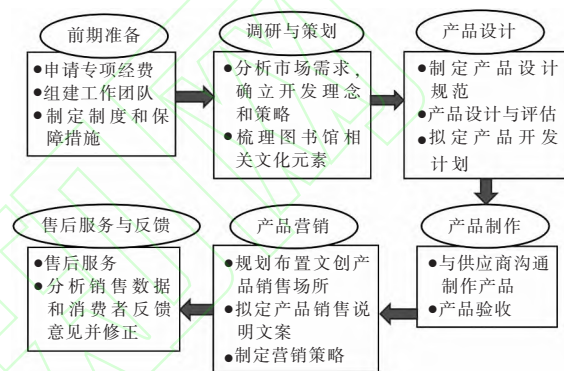 前期准备
●申请专项经费
●组建工作团队
●制定制度和保
障措施
调研与策划
●分析市场需求，
确立开发理念
和策略
●梳理图书馆相
关文化元素
产品设计
●制定产品设计
规范
●产品设计与评估
●拟定产品开发
计划
产品制作
●与供应商沟通
制作产品
●产品验收
产品营销
●规划布置文创产
品销售场所
●拟定产品销售说
明文案
●制定营销策略
售后服务与反馈
●售后服务
●分析销售数据
和消费者反馈
意见并修正